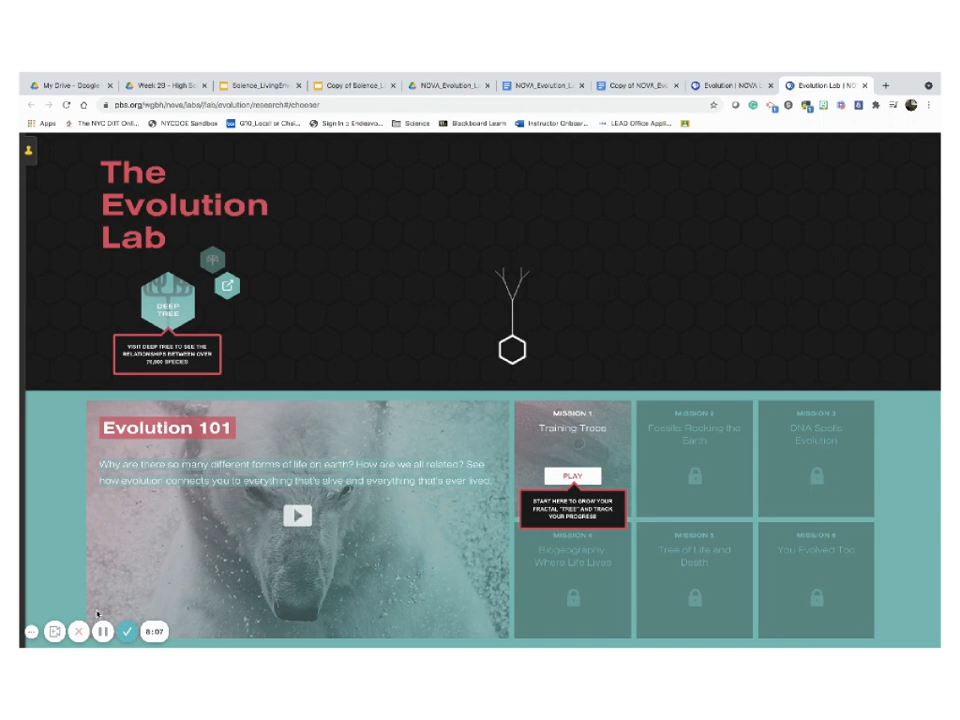 My Drive - Google
Week 29 - High Sc
Science_LivingEnv
Copy of Science_L
NOVA_Evolution_L
NOVA_Evolution_L
Copy of NOVA_Evo
Evolution | NOVA L
Evolution Lab | NO
pbs.org/wgbh/nova/labs//lab/evolution/research#/chooser
Apps
The NYC DIIT Onl...
NYCDOE Sandbox
Sign In :: Endeavo...
Science
Blackboard Learn
Instructor Onboar...
LEAD Office Appli...
The
Evolution
Lab
DEEP
TREE
VISIT DEEP TREE TO SEE THE
RELATIONSHIPS BETWEEN OVER
70,000 SPECIES
Evolution 101
Why are there so many different forms of life on earth? How are we all related? See
how evolution connects you to everything that's alive and everything that's ever lived.
MISSION 1
Training Trees
PLAY
START HERE TO GROW YOUR
FRACTAL "TREE" AND TRACK
YOUR PROGRESS
MISSION 2
Fossils: Rocking the
Earth
MISSION 3
DNA Spells
Evolution
MISSION 4
Biogeography:
Where Life Lives
MISSION 5
Tree of Life and
Death
MISSION 6
You Evolved Too
8:07